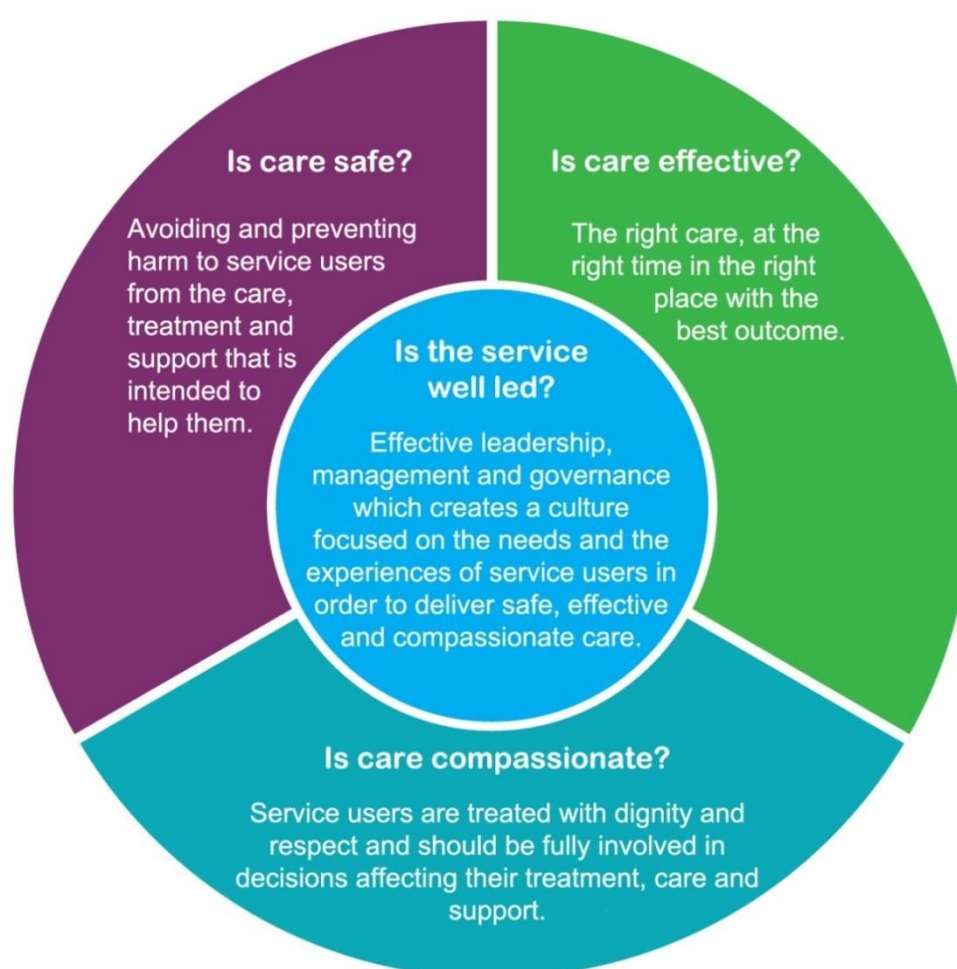 Is care safe?
Avoiding and preventing
harm to service users
from the care,
treatment and
support that is
intended to
help them.
Is care effective?
The right care, at the
right time in the right
place with the
best outcome.
Is the service
well led?
Effective leadership,
management and governance
which creates a culture
focused on the needs and the
experiences of service users in
order to deliver safe, effective
and compassionate care.
Is care compassionate?
Service users are treated with dignity and
respect and should be fully involved in
decisions affecting their treatment, care and
support.